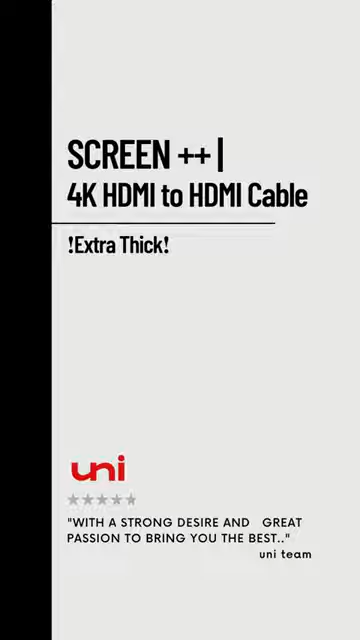 SCREEN ++ |
4K HDMI to HDMI Cable
!Extra Thick!
uni
"WITH A STRONG DESIRE AND GREAT
PASSION TO BRING YOU THE BEST.."
uni team